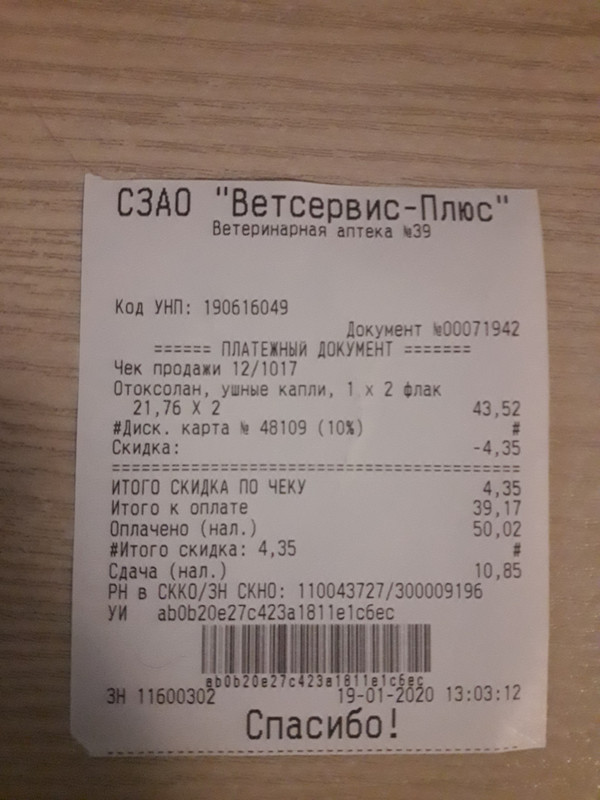 СЗАО "Ветсервис-Плюс"
Ветеринарная аптека №39
Код УНП: 190616049
Документ №00071942
====== ПЛАТЕЖНЫЙ ДОКУМЕНТ =======
Чек продажи 12/1017
Отоксолан, ушные капли, 1 х 2 флак
21,76 X 2 43,52
#Диск. карта № 48109 (10%) #
Скидка: -4,35
=========================================
ИТОГО СКИДКА ПО ЧЕКУ 4,35
Итого к оплате 39,17
Оплачено (нал.) 50,02
#Итого скидка: 4,35 #
Сдача (нал.) 10,85
РН в СККО/ЗН СКНО: 110043727/300009196
УИ ab0b20e27c423a1811e1c6ec
ab0b20e27c423a1811e1c6ec
ЗН 11600302 19-01-2020 13:03:12
Спасибо!